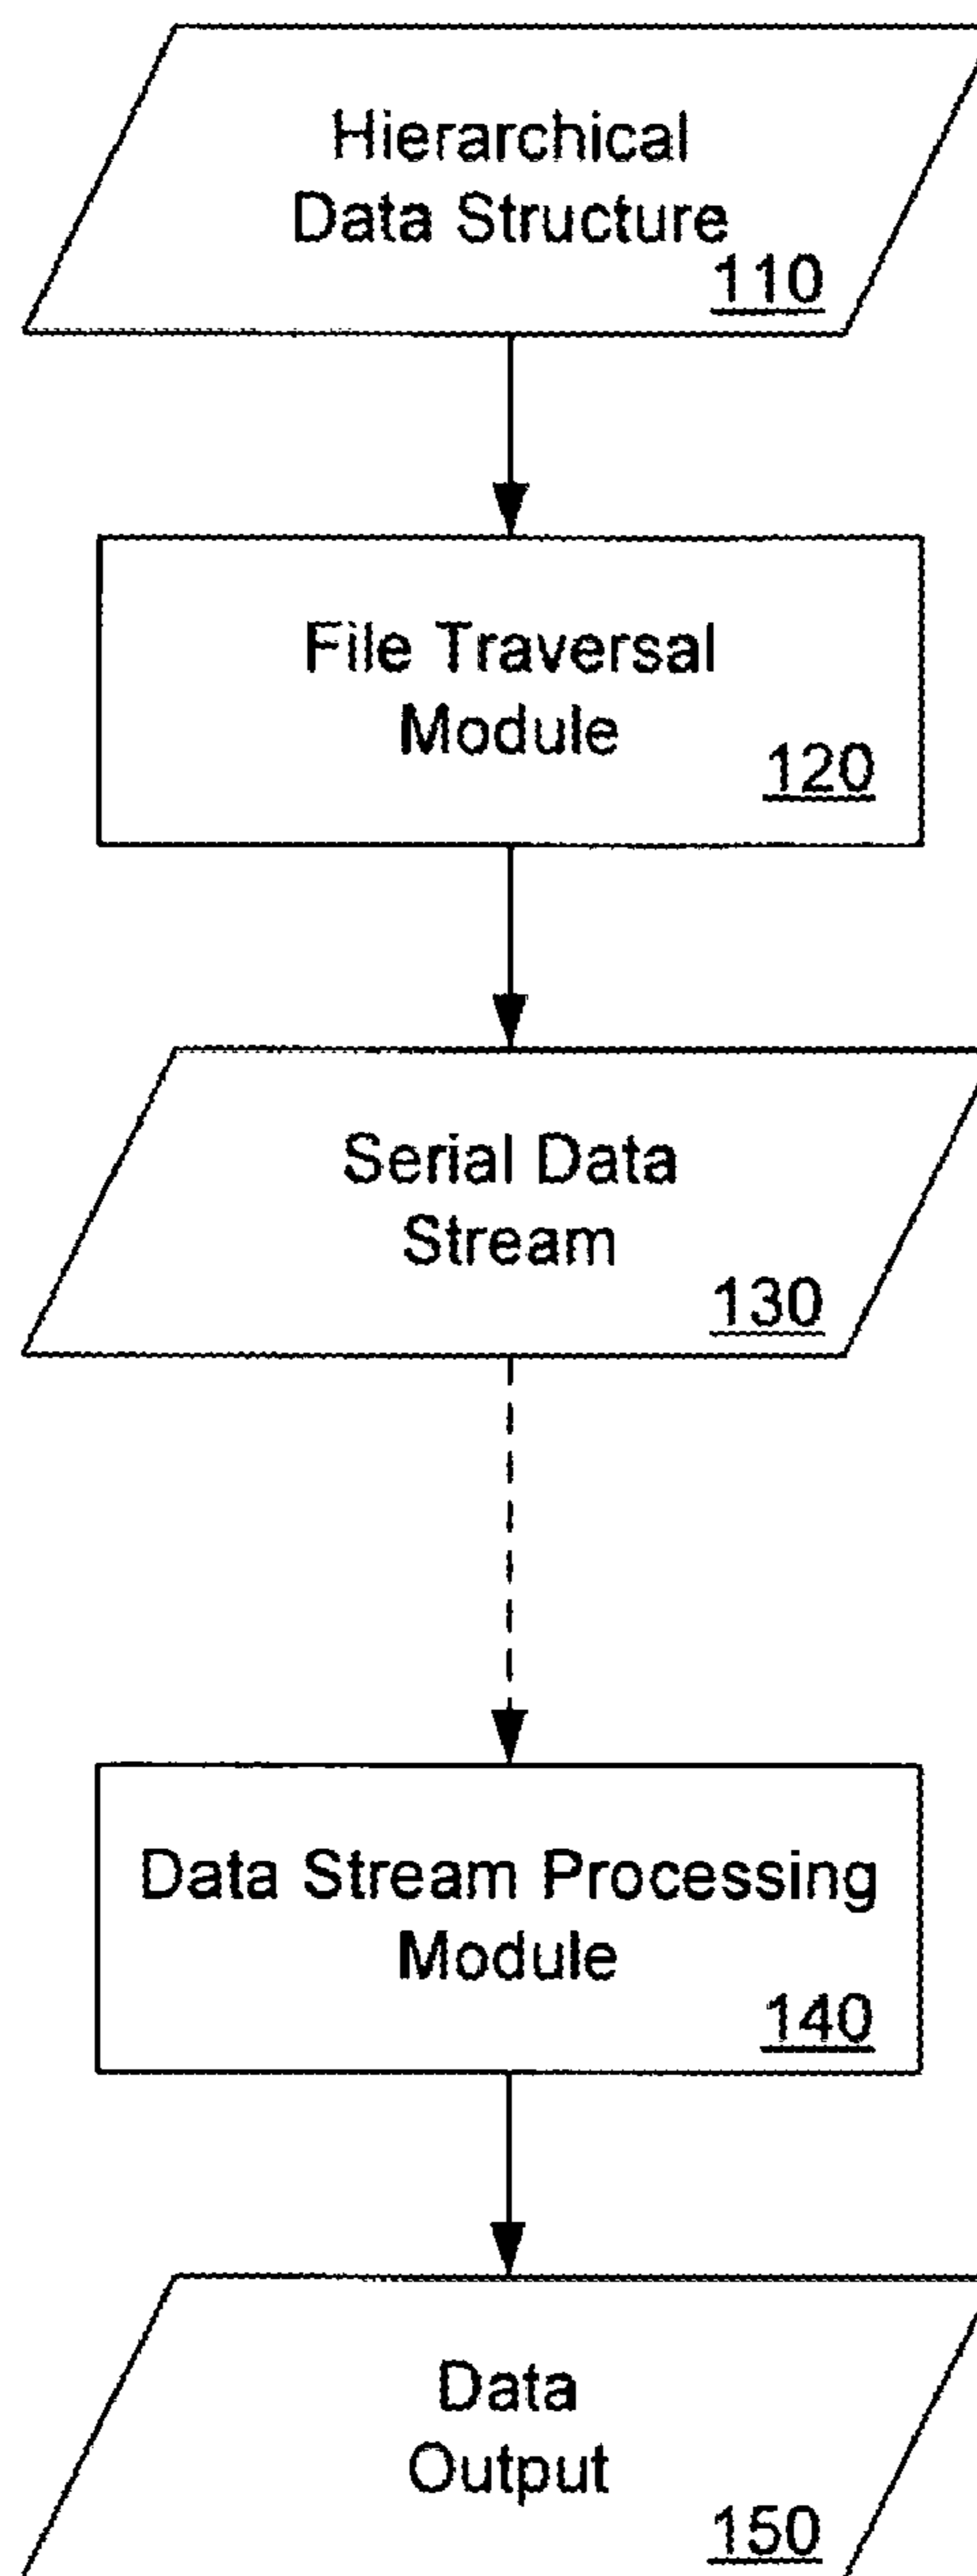 Hierarchical
Data Structure
110
File Traversal
Module
120
Serial Data
Stream
130
Data Stream Processing
Module
140
Data
Output
150